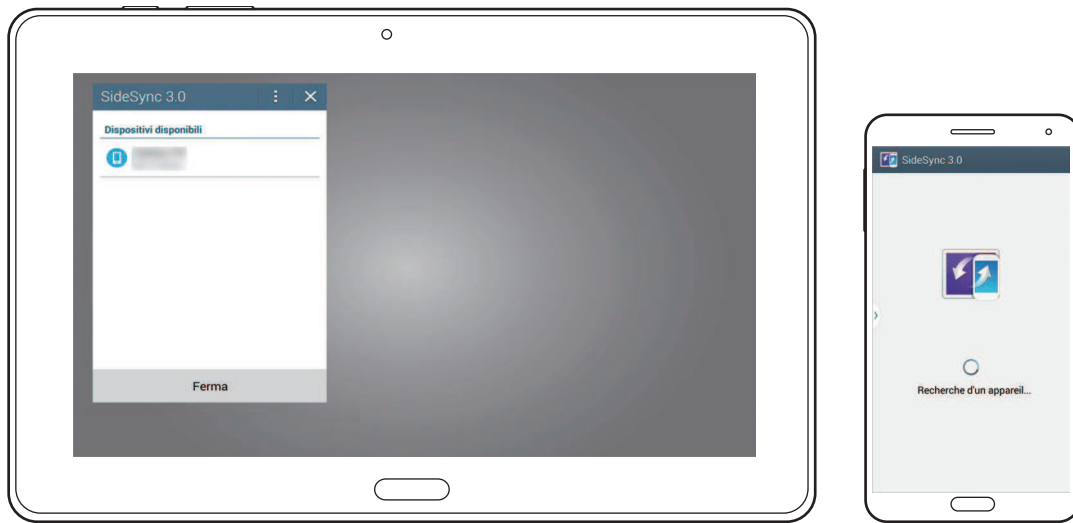 SideSync 3.0
Dispositivi disponibili
Ferma
SideSync 3.0
Recherche d'un appareil...